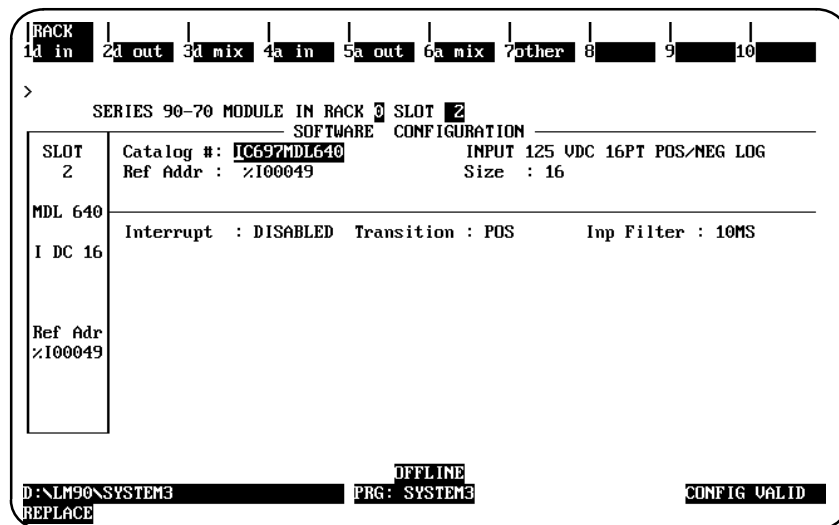 RACK
1d in 2d out 3d mix 4a in 5a out 6a mix 7other 8 9 10
>
SERIES 90-70 MODULE IN RACK 0 SLOT 2
SOFTWARE CONFIGURATION
SLOT Catalog #: IC697MDL640 INPUT 125 VDC 16PT POS/NEG LOG
2 Ref Addr : %I00049 Size : 16
MDL 640
Interrupt : DISABLED Transition : POS Inp Filter : 10MS
I DC 16
Ref Adr
%I00049
OFFLINE
D:\LM90\SYSTEM3 PRG: SYSTEM3 CONFIG VALID
REPLACE